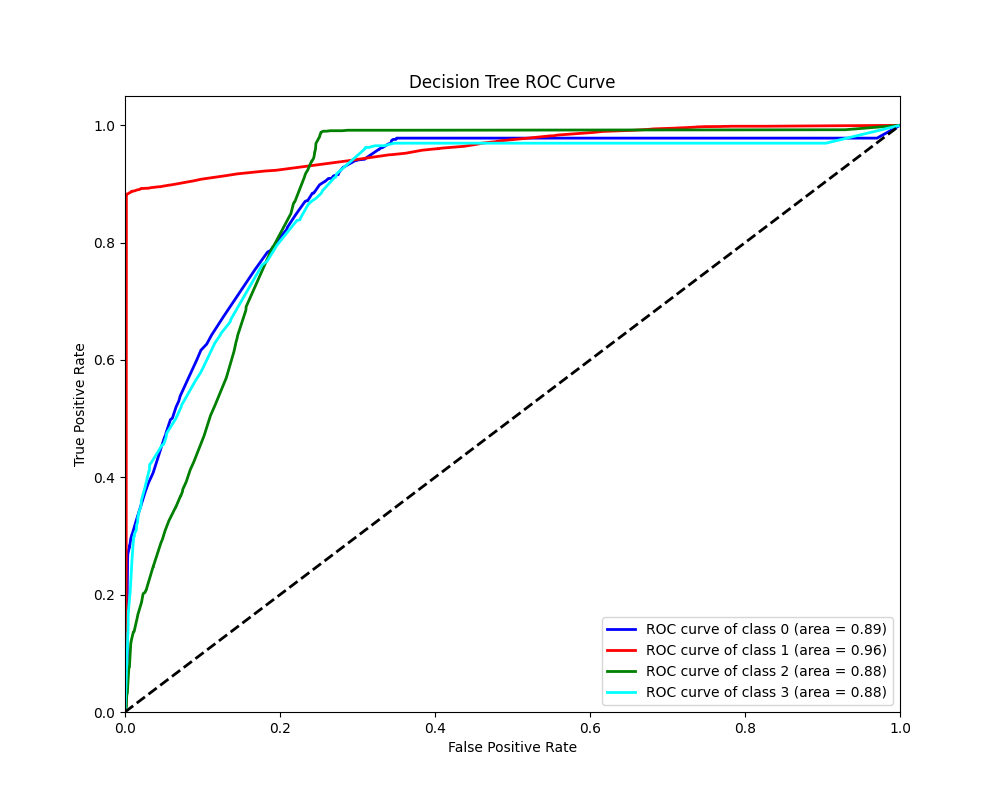 Decision Tree ROC Curve
True Positive Rate
1.0
0.8
0.6
0.4
0.2
0.0
ROC curve of class 0 (area = 0.89)
ROC curve of class 1 (area = 0.96)
ROC curve of class 2 (area = 0.88)
ROC curve of class 3 (area = 0.88)
0.0 0.2 0.4 0.6 0.8 1.0
False Positive Rate